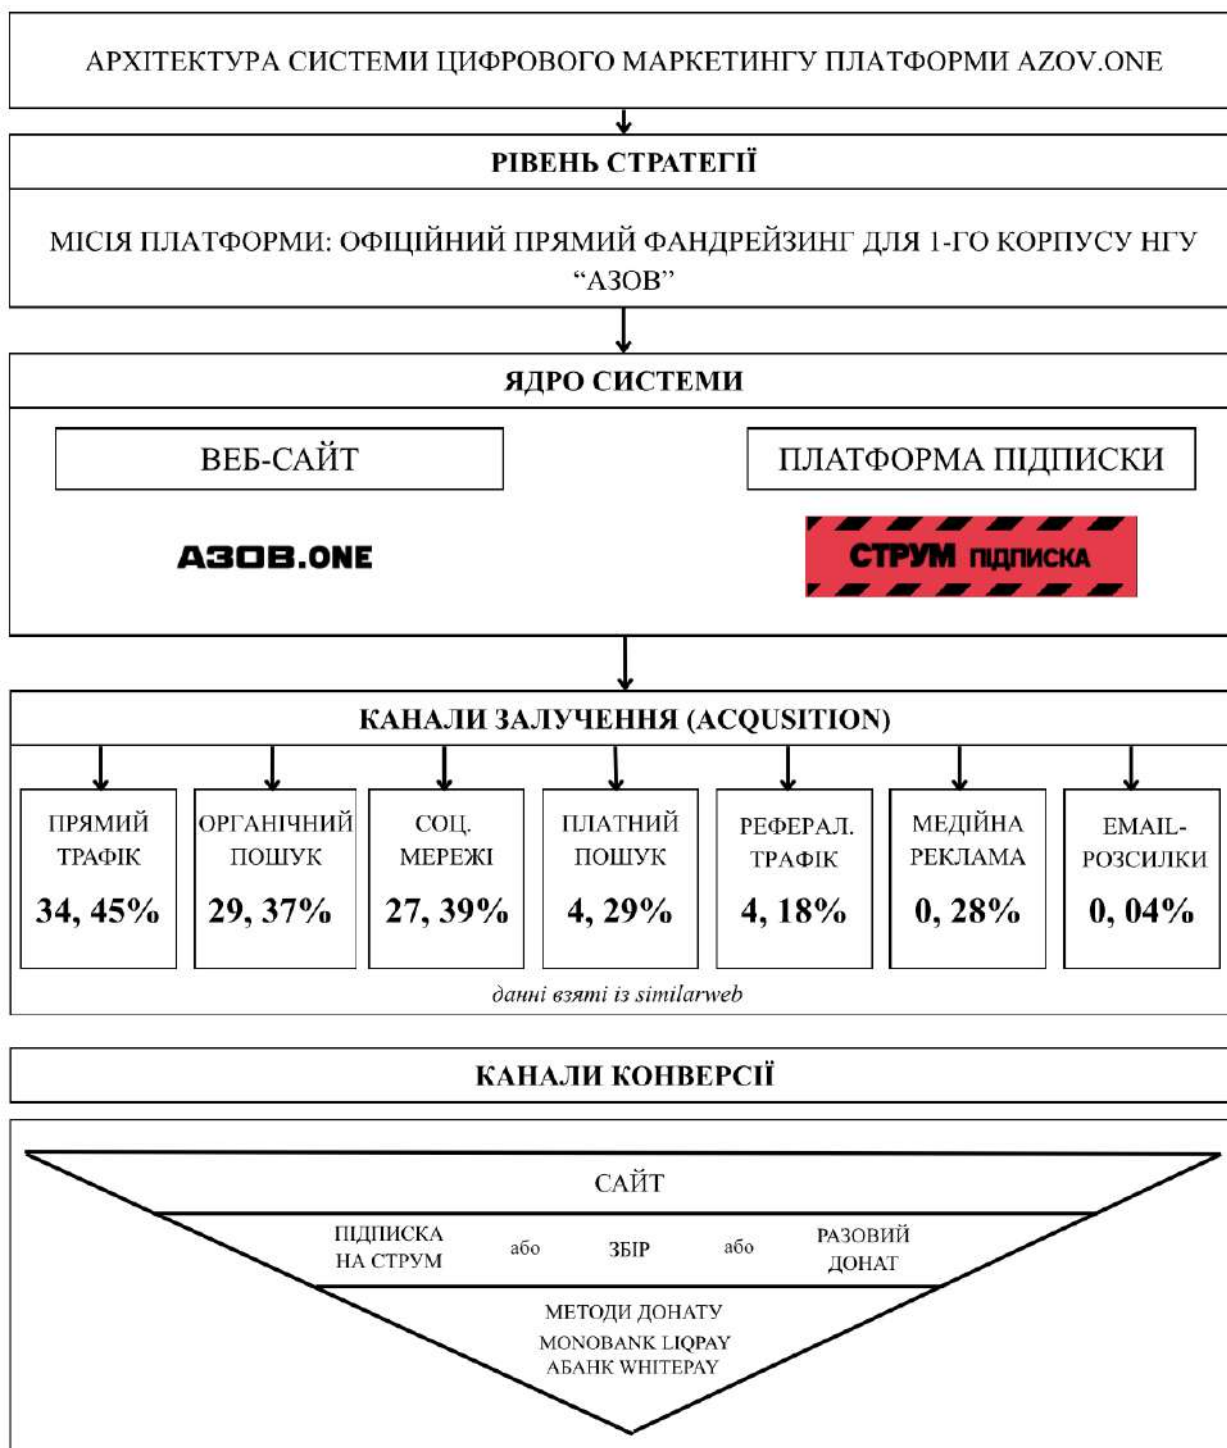 АРХІТЕКТУРА СИСТЕМИ ЦИФРОВОГО МАРКЕТИНГУ ПЛАТФОРМИ AZOV.ONE
РІВЕНЬ СТРАТЕГІЇ
МІСІЯ ПЛАТФОРМИ: ОФІЦІЙНИЙ ПРЯМИЙ ФАНДРЕЙЗИНГ ДЛЯ 1-ГО КОРПУСУ НГУ
“АЗОВ”
ЯДРО СИСТЕМИ
ВЕБ-САЙТ
ПЛАТФОРМА ПІДПИСКИ
АЗОВ.ONE
СТРУМ ПІДПИСКА
КАНАЛИ ЗАЛУЧЕННЯ (ACQUSITION)
ПРЯМИЙ
ТРАФІК
34, 45%
ОРГАНІЧНИЙ
ПОШУК
29, 37%
СОЦ.
МЕРЕЖІ
27, 39%
ПЛАТНИЙ
ПОШУК
4, 29%
РЕФЕРАЛ.
ТРАФІК
4, 18%
МЕДІЙНА
РЕКЛАМА
0, 28%
EMAIL-
РОЗСИЛКИ
0, 04%
данні взяті із similarweb
КАНАЛИ КОНВЕРСІЇ
САЙТ
ПІДПИСКА
НА СТРУМ
або
ЗБІР
або
РАЗОВИЙ
ДОНАТ
МЕТОДИ ДОНАТУ
MONOBANK LIQPAY
АБАНК WHITEPAY